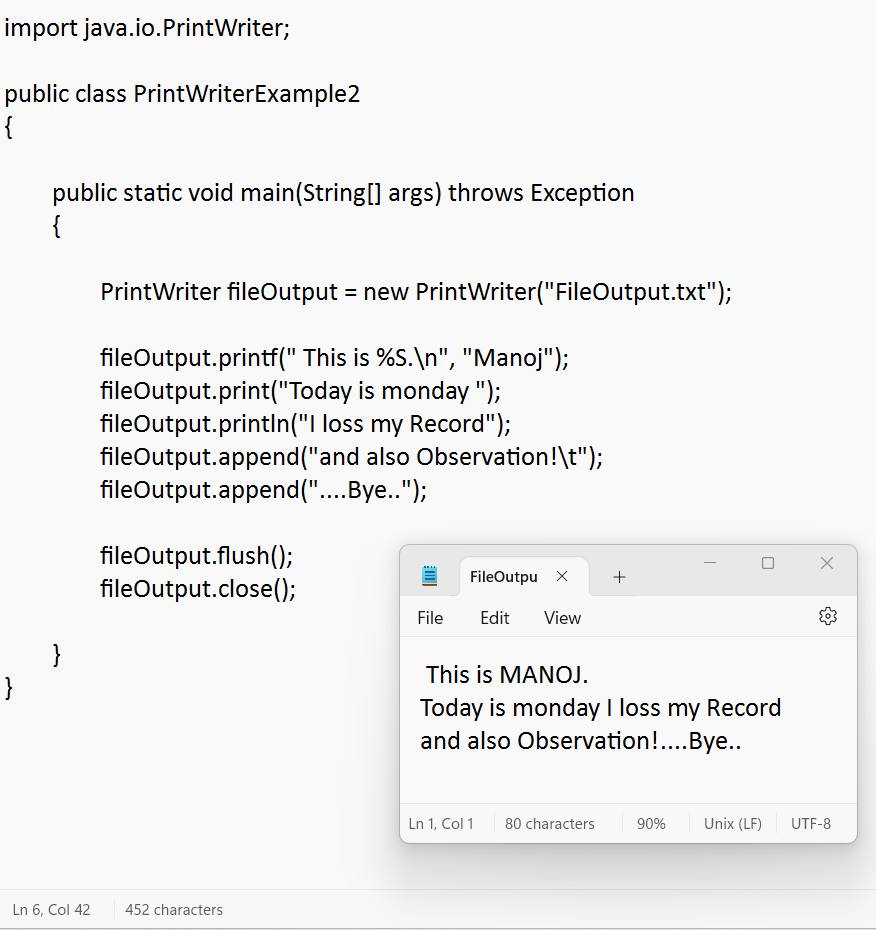 import java.io.PrintWriter;
public class PrintWriterExample2
{
public static void main(String[] args) throws Exception
{
PrintWriter fileOutput = new PrintWriter("FileOutput.txt");
fileOutput.printf(" This is %S.\n", "Manoj");
fileOutput.print("Today is monday ");
fileOutput.println("I loss my Record");
fileOutput.append("and also Observation!\t");
fileOutput.append("....Bye..");
fileOutput.flush();
fileOutput.close();
}
}
FileOutpu
File Edit View
This is MANOJ.
Today is monday I loss my Record
and also Observation!....Bye..
Ln 1, Col 1 80 characters 90% Unix (LF) UTF-8
Ln 6, Col 42 452 characters